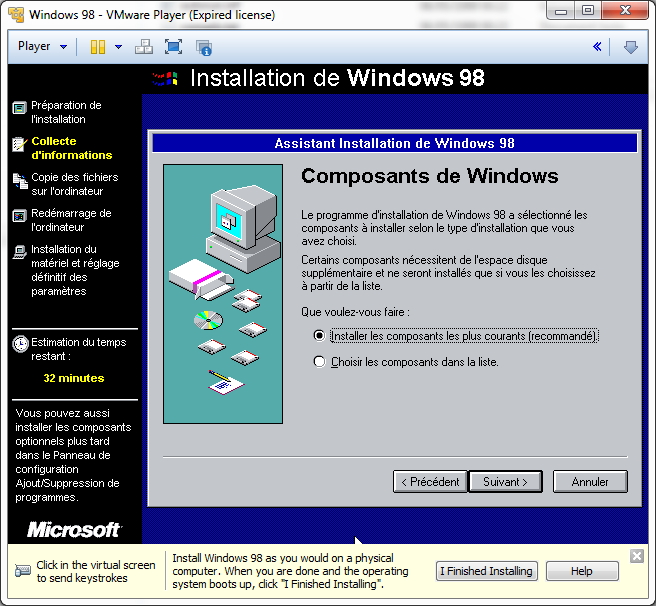 Windows 98 - VMware Player (Expired license)
Player
Installation de Windows 98
Préparation de
l'installation
Collecte
d'informations
Copie des fichiers
sur l'ordinateur
Redémarrage de
l'ordinateur
Installation du
matériel et réglage
définitif des
paramètres
Estimation du temps
restant :
32 minutes
Vous pouvez aussi
installer les composants
optionnels plus tard
dans le Panneau de
configuration
Ajout/Suppression de
programmes.
Microsoft
Assistant Installation de Windows 98
Composants de Windows
Le programme d'installation de Windows 98 a sélectionné les
composants à installer selon le type d'installation que vous
avez choisi.
Certains composants nécessitent de l'espace disque
supplémentaire et ne seront installés que si vous les choisissez
à partir de la liste.
Que voulez-vous faire :
Installer les composants les plus courants (recommandé).
Choisir les composants dans la liste.
< Précédent
Suivant >
Annuler
Click in the virtual screen
to send keystrokes
Install Windows 98 as you would on a physical
computer. When you are done and the operating
system boots up, click "I Finished Installing".
I Finished Installing
Help